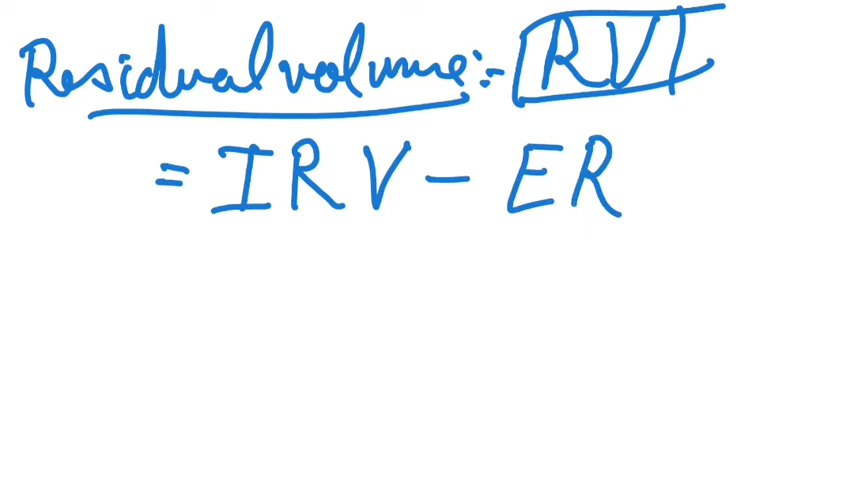 Residual volume :- RV
= IRV - ER